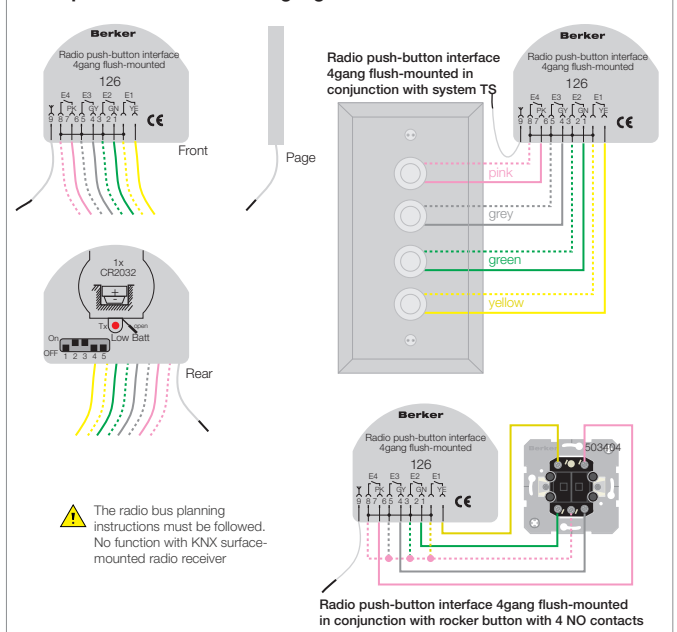 Berker
Radio push-button interface
4gang flush-mounted
126
E4 E3 E2 E1
PK GY GN YE
9 8 7 6 5 4 3 2 1
CE
Front
Page
Radio push-button interface
4gang flush-mounted in
conjunction with system TS
Berker
Radio push-button interface
4gang flush-mounted
126
E4 E3 E2 E1
PK GY GN YE
9 8 7 6 5 4 3 2 1
CE
pink
grey
green
yellow
1x
CR2032
+ -
Tx
open
Low Batt
On
OFF 1 2 3 4 5
Rear
The radio bus planning
instructions must be followed.
No function with KNX surface-
mounted radio receiver
Berker
Radio push-button interface
4gang flush-mounted
126
E4 E3 E2 E1
PK GY GN YE
9 8 7 6 5 4 3 2 1
CE
Berker
503404
Radio push-button interface 4gang flush-mounted
in conjunction with rocker button with 4 NO contacts